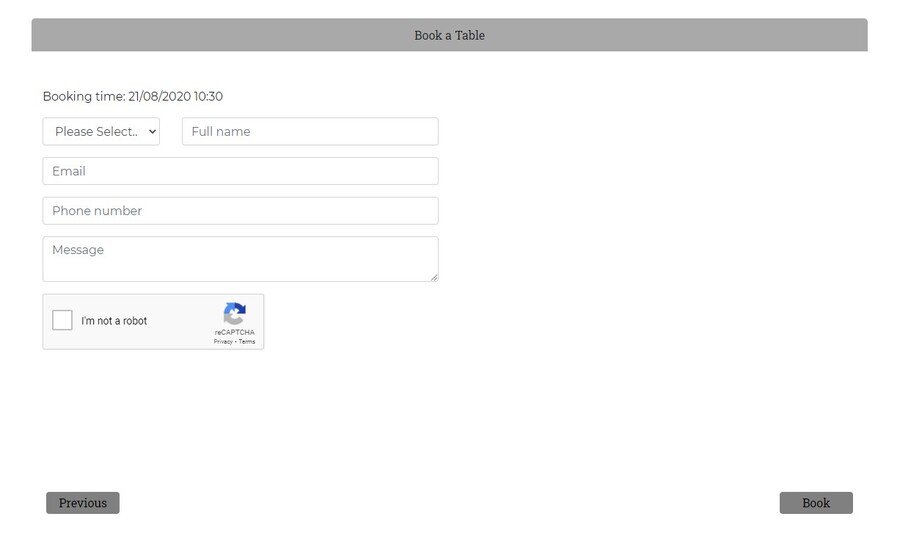 Book a Table
Booking time: 21/08/2020 10:30
Please Select.. Full name
Email
Phone number
Message
I'm not a robot
reCAPTCHA
Privacy - Terms
Previous Book